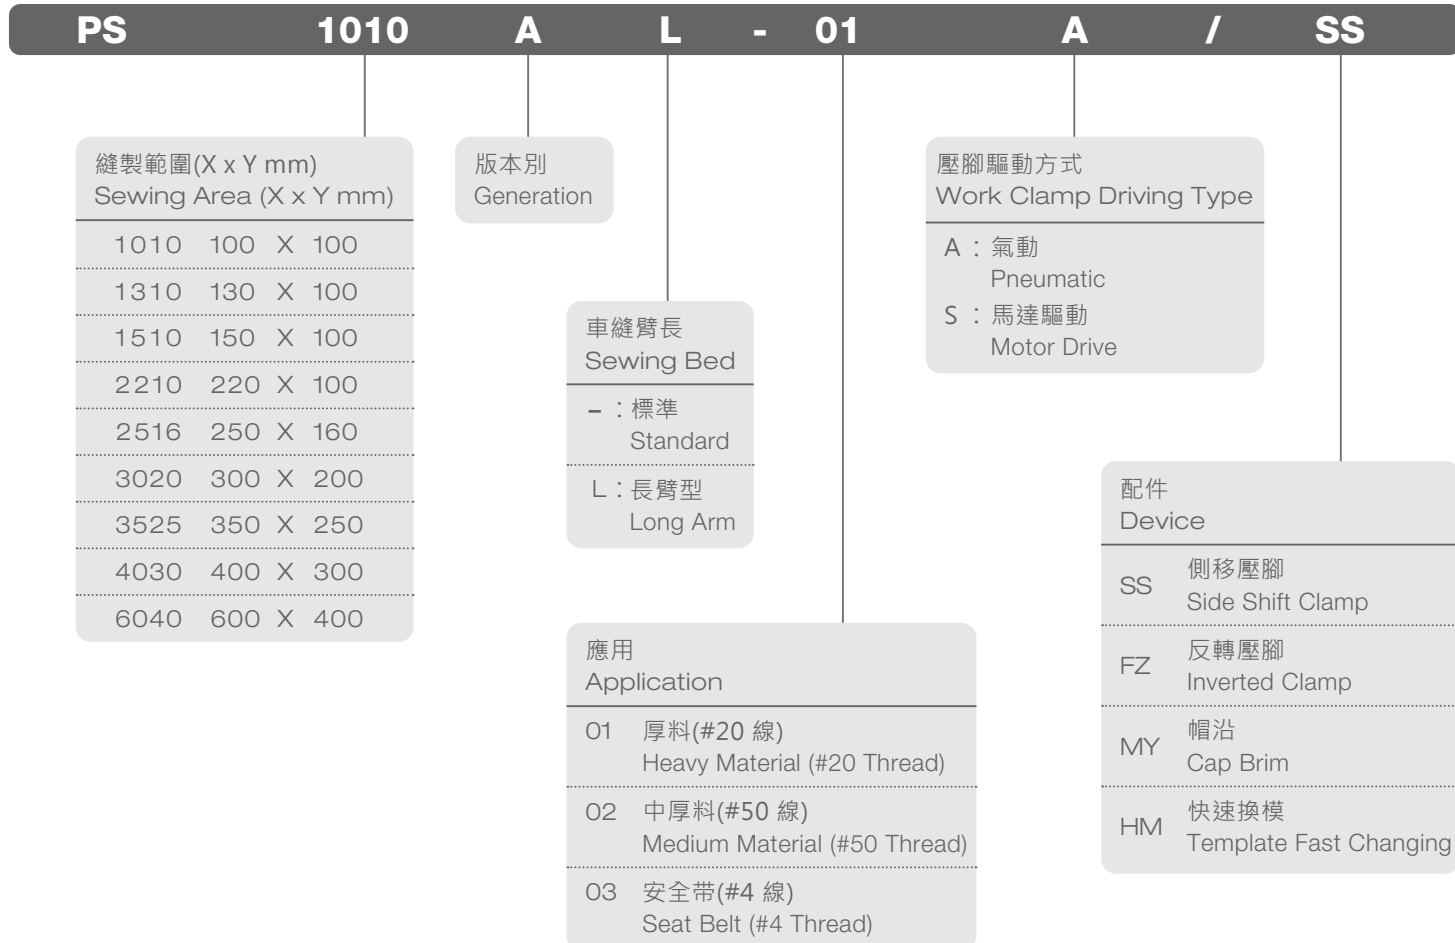 PS 1010 A L - 01 A / SS
縫製範圍(X x Y mm)
Sewing Area (X x Y mm)
1010 100 X 100
1310 130 X 100
1510 150 X 100
2210 220 X 100
2516 250 X 160
3020 300 X 200
3525 350 X 250
4030 400 X 300
6040 600 X 400
版本別
Generation
車縫臂長
Sewing Bed
–：標準
Standard
L：長臂型
Long Arm
應用
Application
01 厚料(#20 線)
Heavy Material (#20 Thread)
02 中厚料(#50 線)
Medium Material (#50 Thread)
03 安全带(#4 線)
Seat Belt (#4 Thread)
壓腳驅動方式
Work Clamp Driving Type
A：氣動
Pneumatic
S：馬達驅動
Motor Drive
配件
Device
SS 側移壓腳
Side Shift Clamp
FZ 反轉壓腳
Inverted Clamp
MY 帽沿
Cap Brim
HM 快速換模
Template Fast Changing